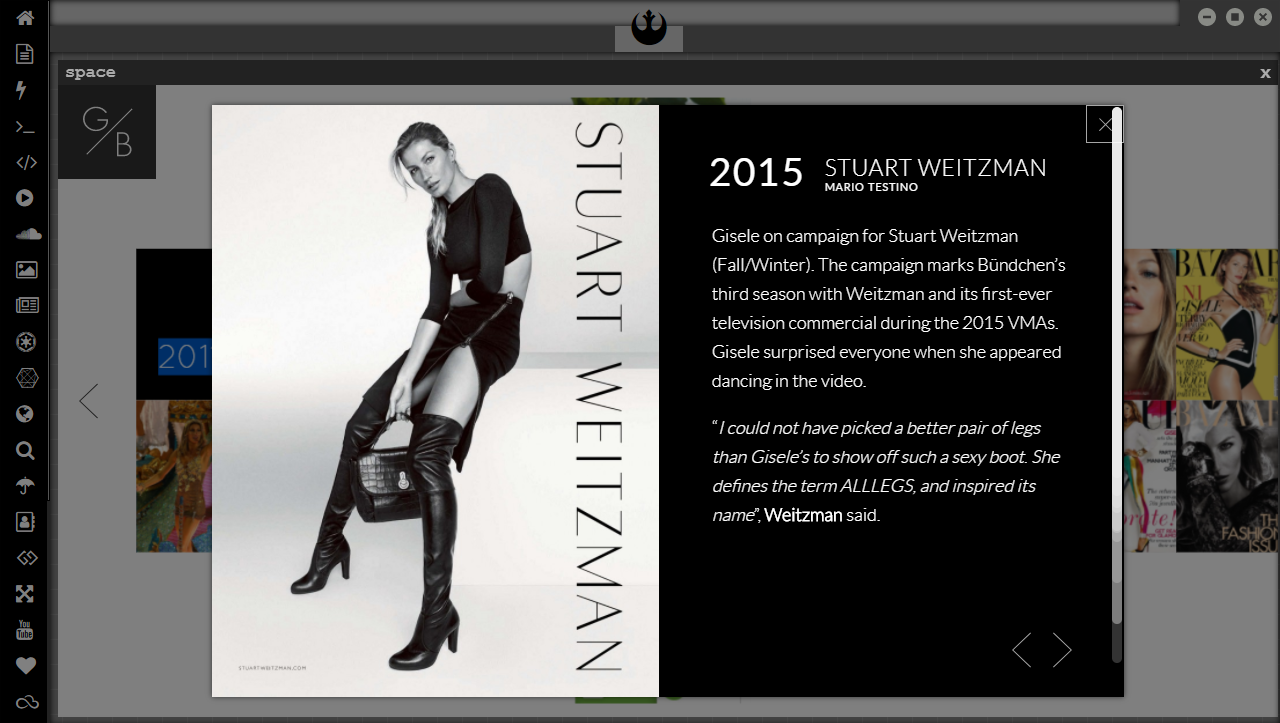 space
x
G/B
2015
STUART WEITZMAN
MARIO TESTINO
Gisele on campaign for Stuart Weitzman
(Fall/Winter). The campaign marks Bündchen’s
third season with Weitzman and its first-ever
television commercial during the 2015 VMAs.
Gisele surprised everyone when she appeared
dancing in the video.
“I could not have picked a better pair of legs
than Gisele’s to show off such a sexy boot. She
defines the term ALLLEGS, and inspired its
name”, Weitzman said.
STUART WEITZMAN
STUARTWEITZMAN.COM
201
BAZAAR
GISELE
THE
FASHION
ISSU
You
Tube